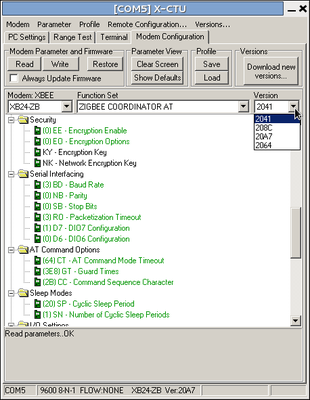 [COM5] X-CTU
Modem Parameter Profile Remote Configuration... Versions...
PC Settings Range Test Terminal Modem Configuration
Modem Parameter and Firmware Parameter View Profile Versions
Read Write Restore Clear Screen Save Download new versions...
Always Update Firmware Show Defaults Load
Modem: XBEE Function Set Version
XB24-ZB ZIGBEE COORDINATOR AT 2041
2041
208C
20A7
2064
Security
(0) EE - Encryption Enable
(0) EO - Encryption Options
KY - Encryption Key
NK - Network Encryption Key
Serial Interfacing
(3) BD - Baud Rate
(0) NB - Parity
(0) SB - Stop Bits
(3) RO - Packetization Timeout
(1) D7 - DIO7 Configuration
(0) D6 - DIO6 Configuration
AT Command Options
(64) CT - AT Command Mode Timeout
(3E8) GT - Guard Times
(2B) CC - Command Sequence Character
Sleep Modes
(20) SP - Cyclic Sleep Period
(1) SN - Number of Cyclic Sleep Periods
I/O Settings
Read parameters..OK
COM5 9600 8-N-1 FLOW:NONE XB24-ZB Ver:20A7